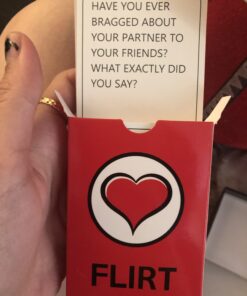 HAVE YOU EVER
BRAGGED ABOUT
YOUR PARTNER TO
YOUR FRIENDS?
WHAT EXACTLY DID
YOU SAY?
FLIRT